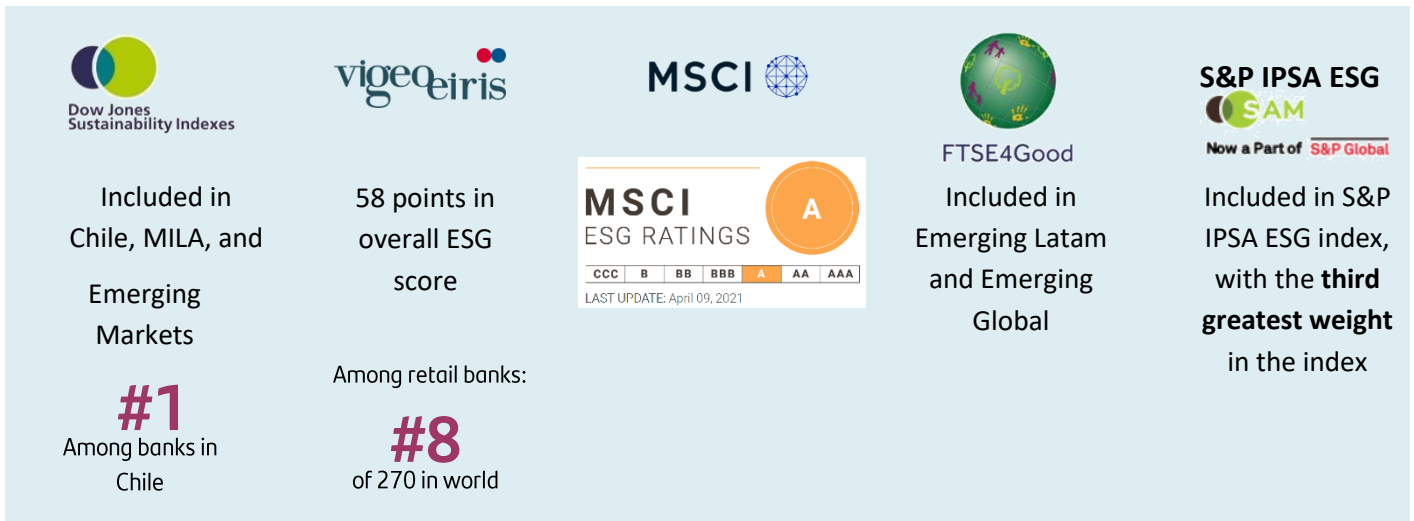 Dow Jones
Sustainability Indexes
Included in
Chile, MILA, and
Emerging
Markets
#1
Among banks in
Chile
vigeoeiris
58 points in
overall ESG
score
Among retail banks:
#8
of 270 in world
MSCI
MSCI
ESG RATINGS
A
CCC B BB BBB A AA AAA
LAST UPDATE: April 09, 2021
FTSE4Good
Included in
Emerging Latam
and Emerging
Global
S&P IPSA ESG
SAM
Now a Part of S&P Global
Included in S&P
IPSA ESG index,
with the third
greatest weight
in the index